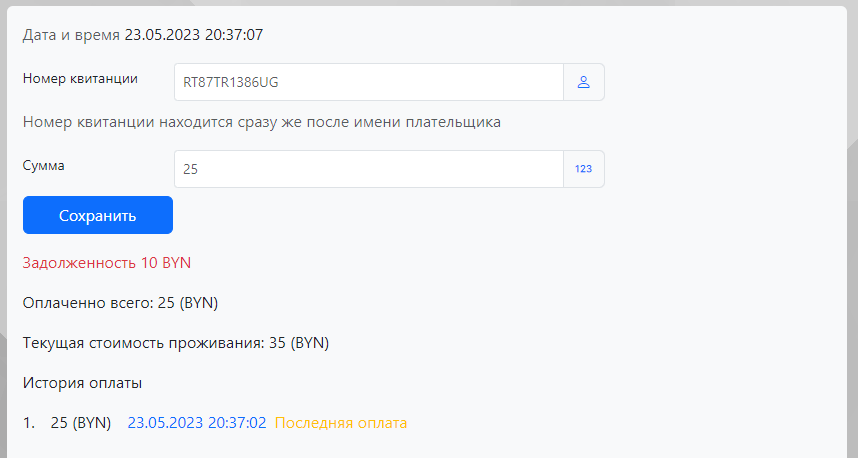 Дата и время 23.05.2023 20:37:07
Номер квитанции RT87TR1386UG
Номер квитанции находится сразу же после имени плательщика
Сумма 25 123
Сохранить
Задолженность 10 BYN
Оплаченно всего: 25 (BYN)
Текущая стоимость проживания: 35 (BYN)
История оплаты
1. 25 (BYN) 23.05.2023 20:37:02 Последняя оплата